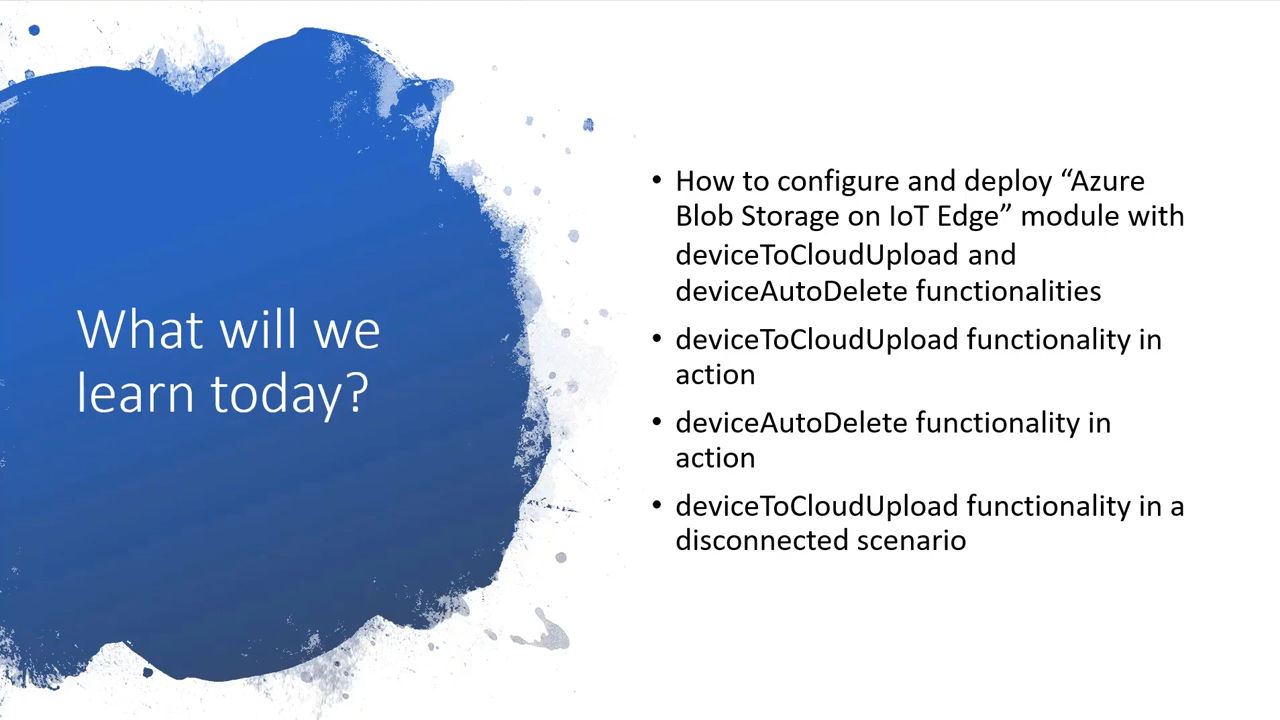 What will we
learn today?
• How to configure and deploy “Azure
Blob Storage on IoT Edge” module with
deviceToCloudUpload and
deviceAutoDelete functionalities
• deviceToCloudUpload functionality in
action
• deviceAutoDelete functionality in
action
• deviceToCloudUpload functionality in a
disconnected scenario